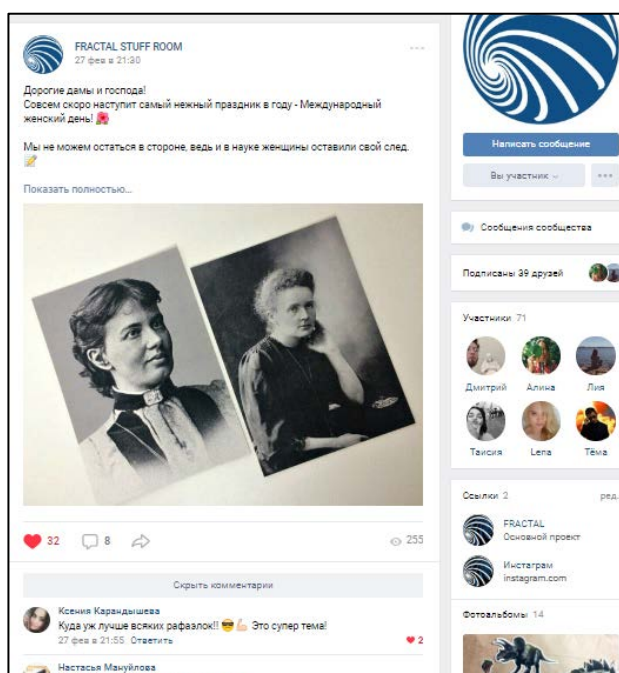 FRACTAL STUFF ROOM
27 фев в 21:30
Дорогие дамы и господа!
Совсем скоро наступит самый нежный праздник в году - Международный
женский день!
Мы не можем остаться в стороне, ведь и в науке женщины оставили свой след.
Показать полностью...
32
8
255
Скрыть комментарии
Ксения Карандышева
Куда уж лучше всяких рафаэлок!! Это супер тема!
27 фев в 21:55 Ответить
2
Настасья Мануйлова
Написать сообщение
Вы участник
Сообщения сообщества
Подписаны 39 друзей
Участники 71
Дмитрий Алина Лия
Таисия Lena Тёма
Ссылки 2 ред.
FRACTAL
Основной проект
Инстаграм
instagram.com
Фотоальбомы 14